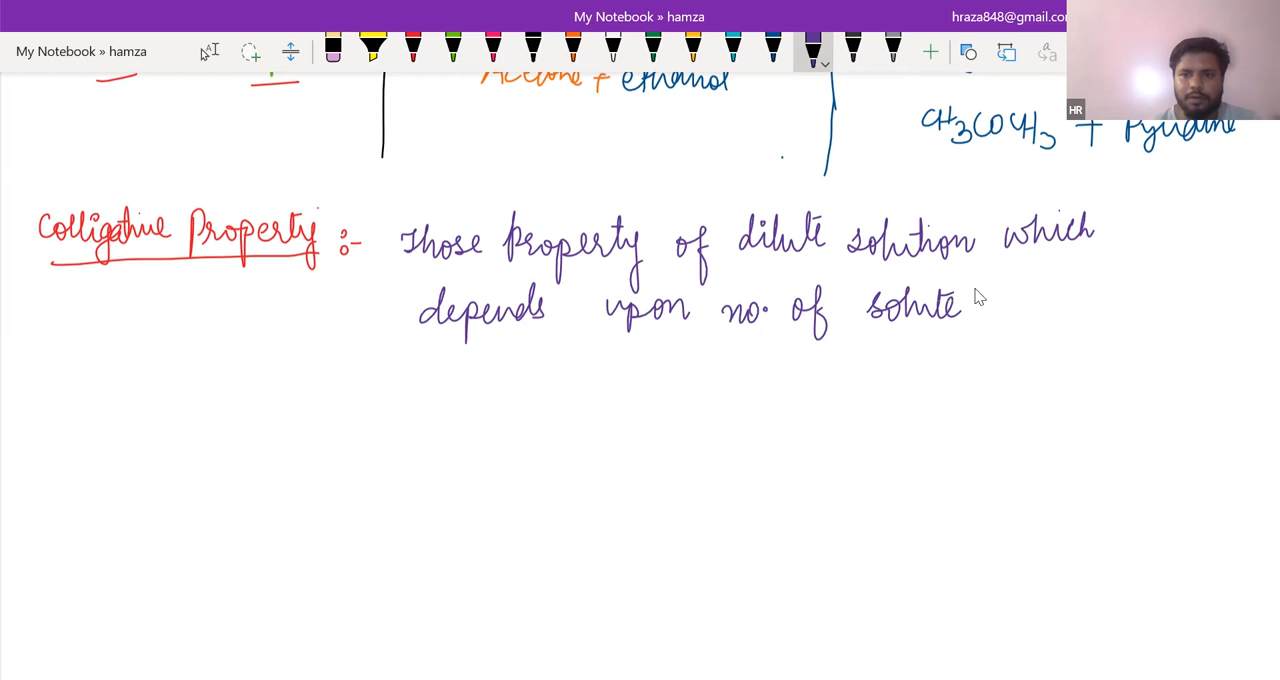 My Notebook » hamza
hraza848@gmail.co
My Notebook » hamza
Acetone + ethanol
CH3COCH3 + Pyridine
HR
Colligative Property :- Those property of dilute solution which
depends upon no. of solute